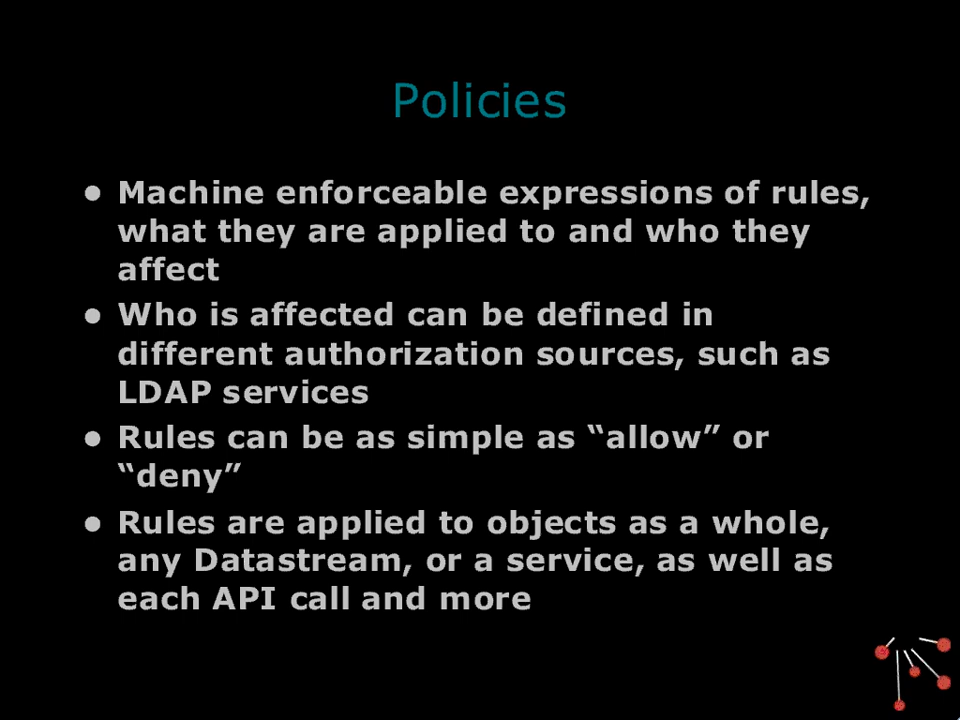 Policies
• Machine enforceable expressions of rules,
what they are applied to and who they
affect
• Who is affected can be defined in
different authorization sources, such as
LDAP services
• Rules can be as simple as “allow” or
“deny”
• Rules are applied to objects as a whole,
any Datastream, or a service, as well as
each API call and more